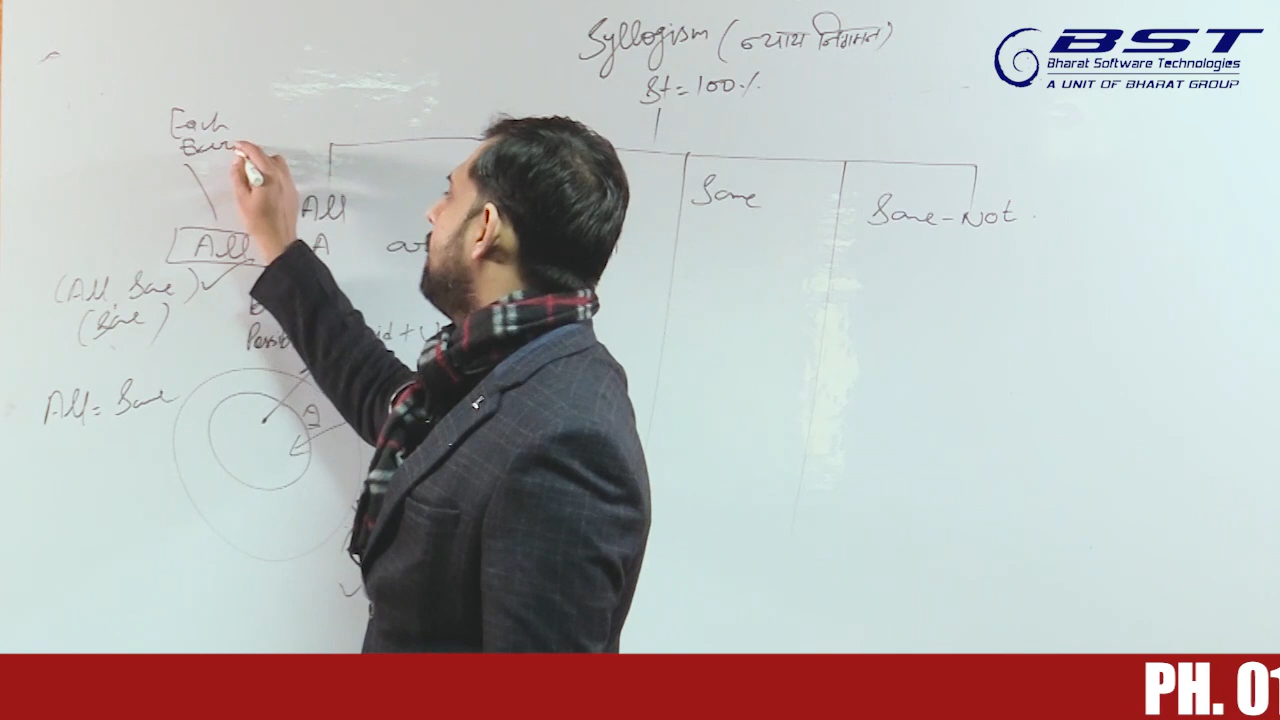 Syllogism (न्याय निगमन)
St = 100%
BST
Bharat Software Technologies
A UNIT OF BHARAT GROUP
Each
All
Some
Some-Not
All
A
(All, Some) ✓
(Some)
All = Some
A
PH. 01